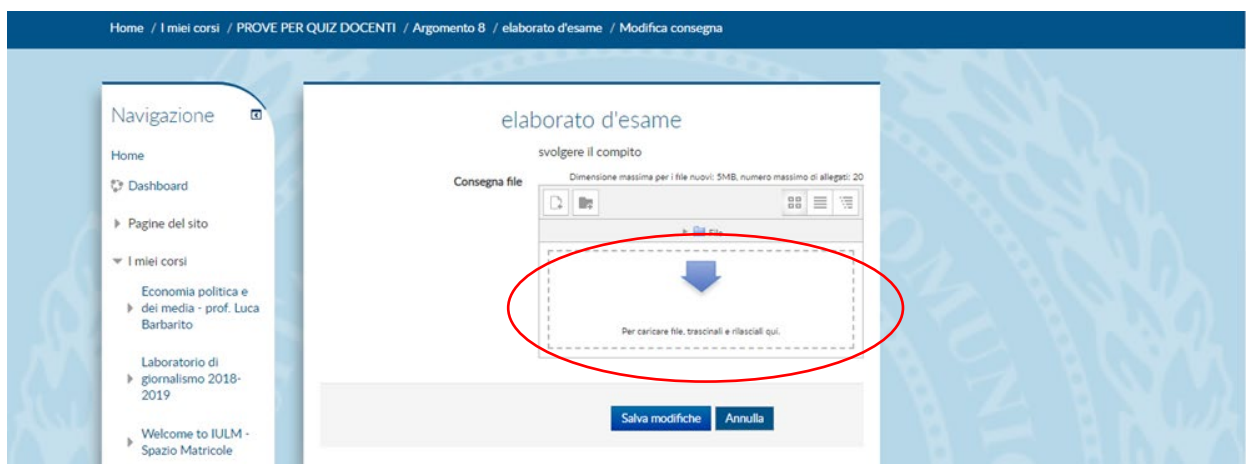 Home / I miei corsi / PROVE PER QUIZ DOCENTI / Argomento 8 / elaborato d'esame / Modifica consegna
Navigazione
Home
Dashboard
Pagine del sito
I miei corsi
Economia politica e
dei media - prof. Luca
Barbarito
Laboratorio di
giornalismo 2018-
2019
Welcome to IULM -
Spazio Matricole
elaborato d'esame
svolgere il compito
Consegna file
Dimensione massima per i file nuovi: 5MB, numero massimo di allegati: 20
File
Per caricare file, trascinali e rilasciali qui.
Salva modifiche
Annulla